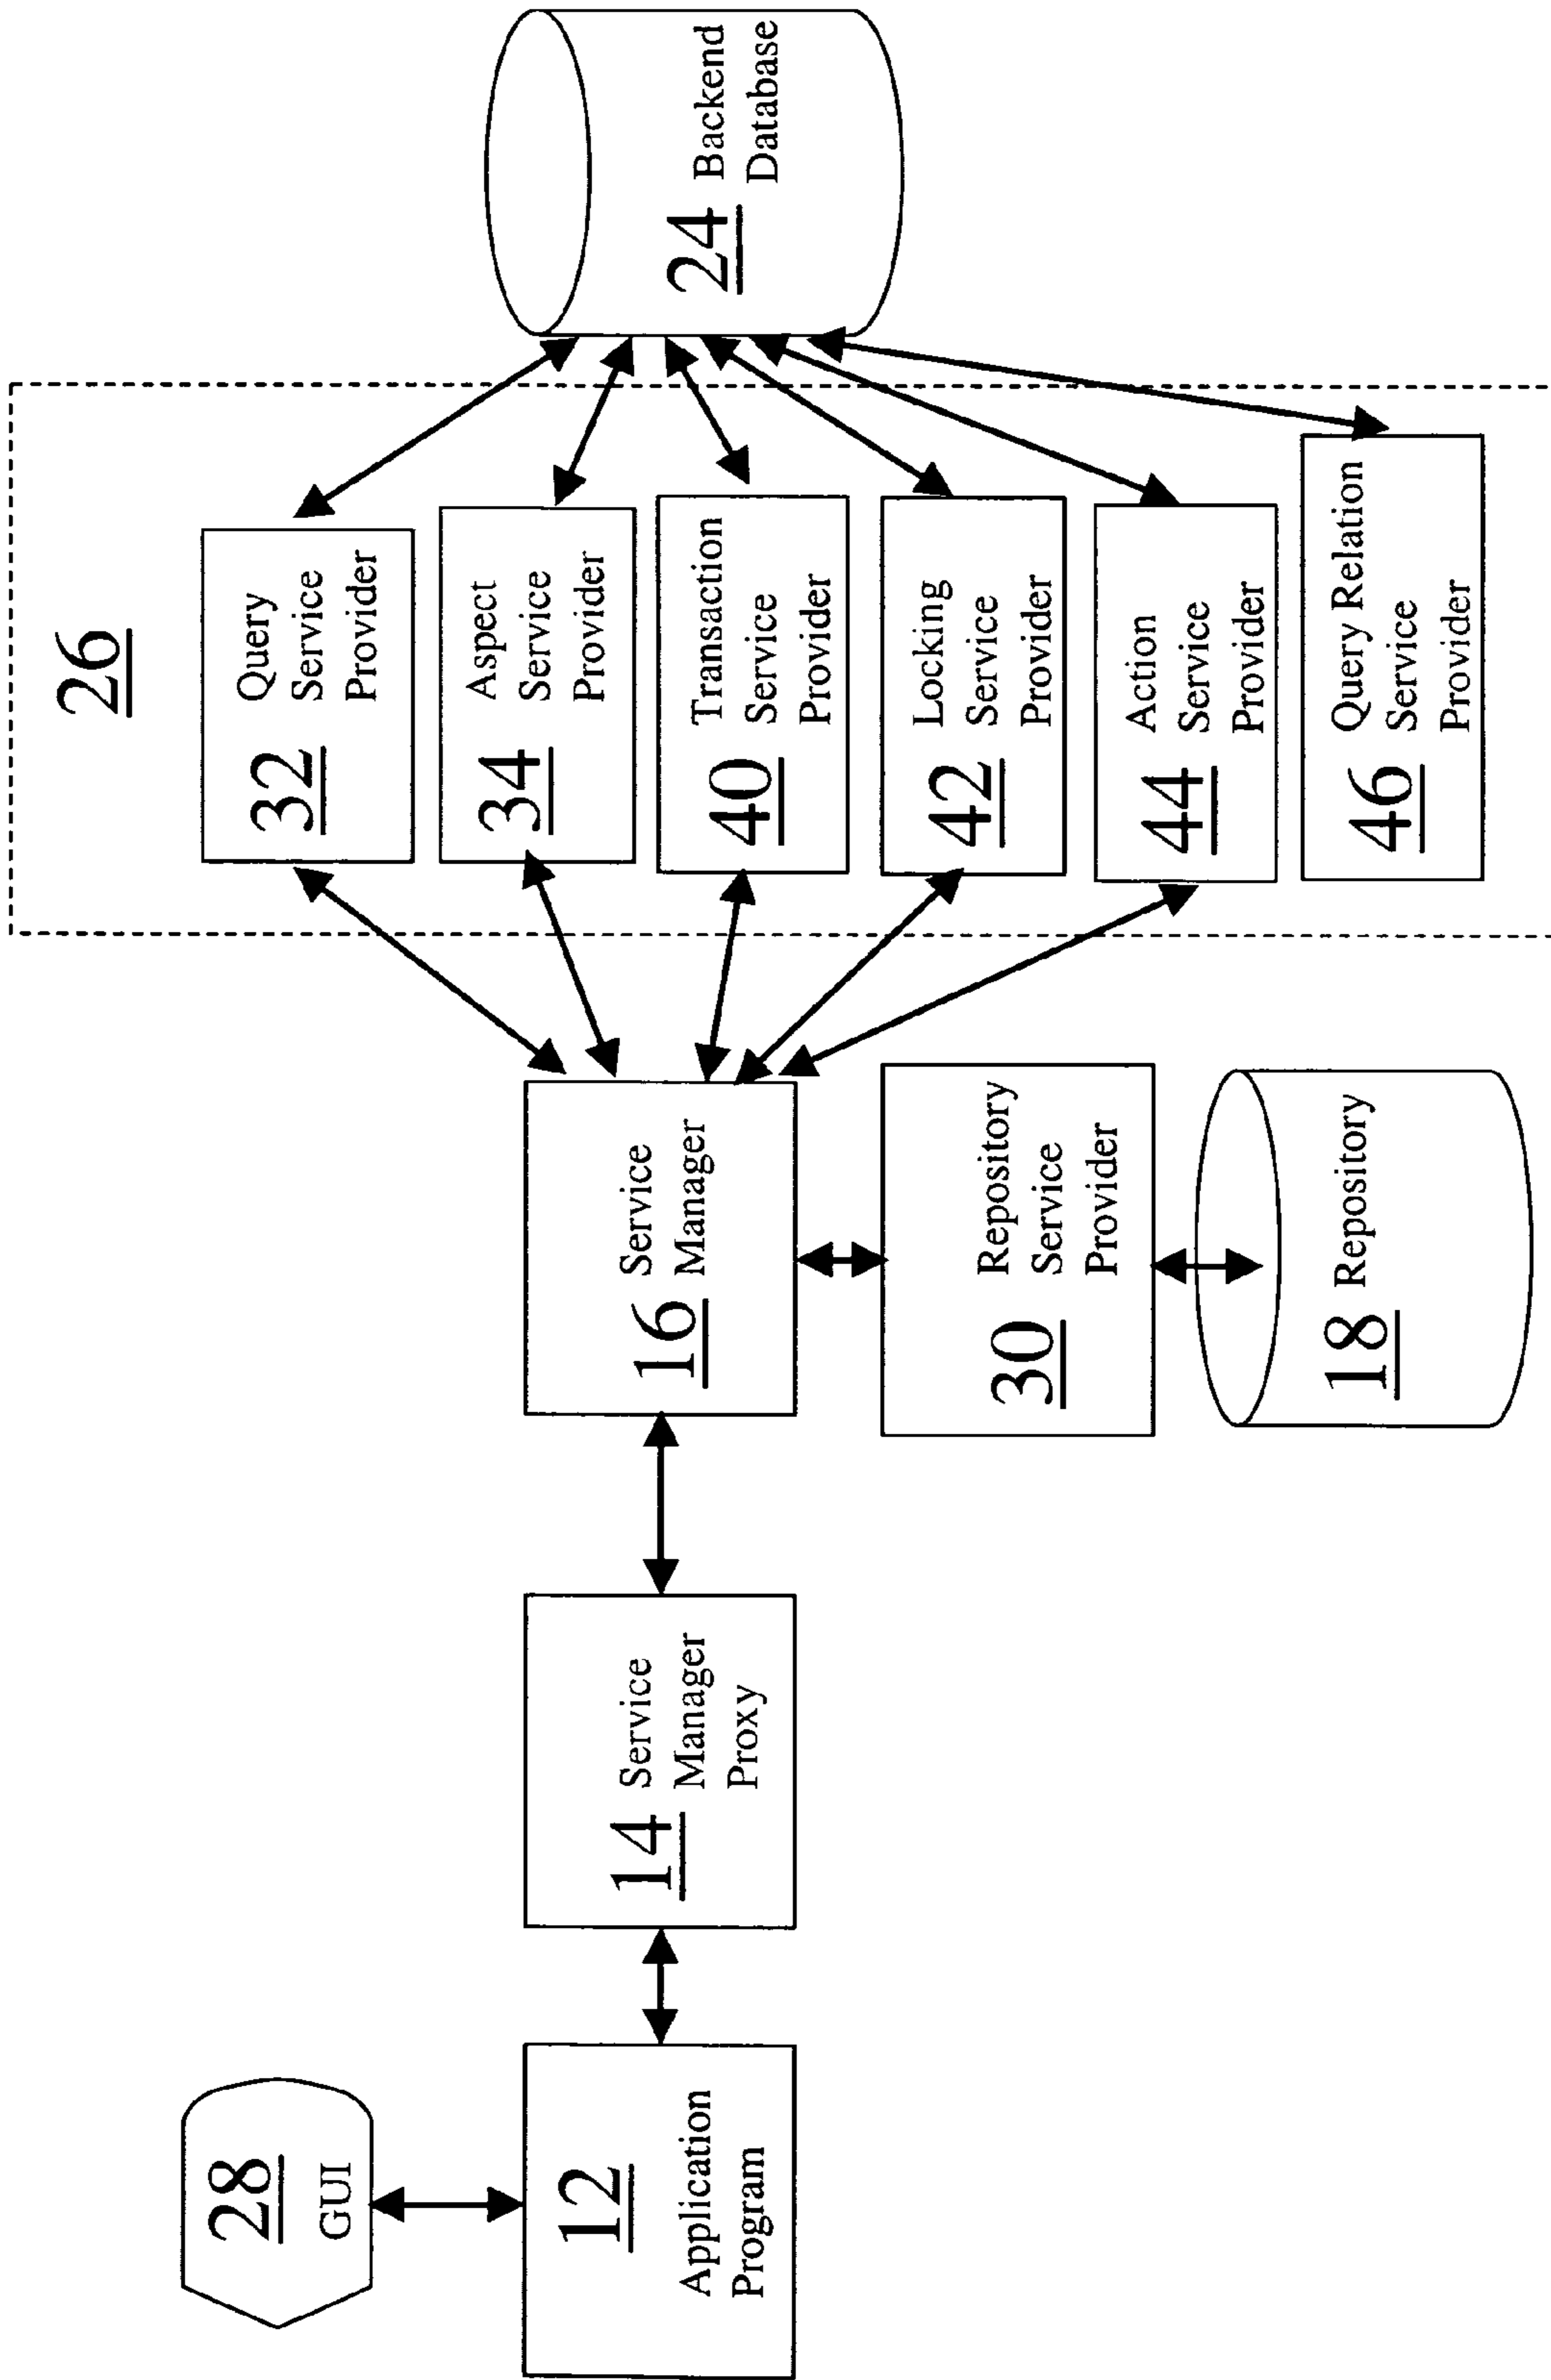 26
32 Query
Service
Provider
34 Aspect
Service
Provider
40 Transaction
Service
Provider
42 Locking
Service
Provider
44 Action
Service
Provider
46 Query Relation
Service
Provider
24 Backend
Database
28
GUI
12
Application
Program
14 Service
Manager
Proxy
16 Service
Manager
30 Repository
Service
Provider
18 Repository